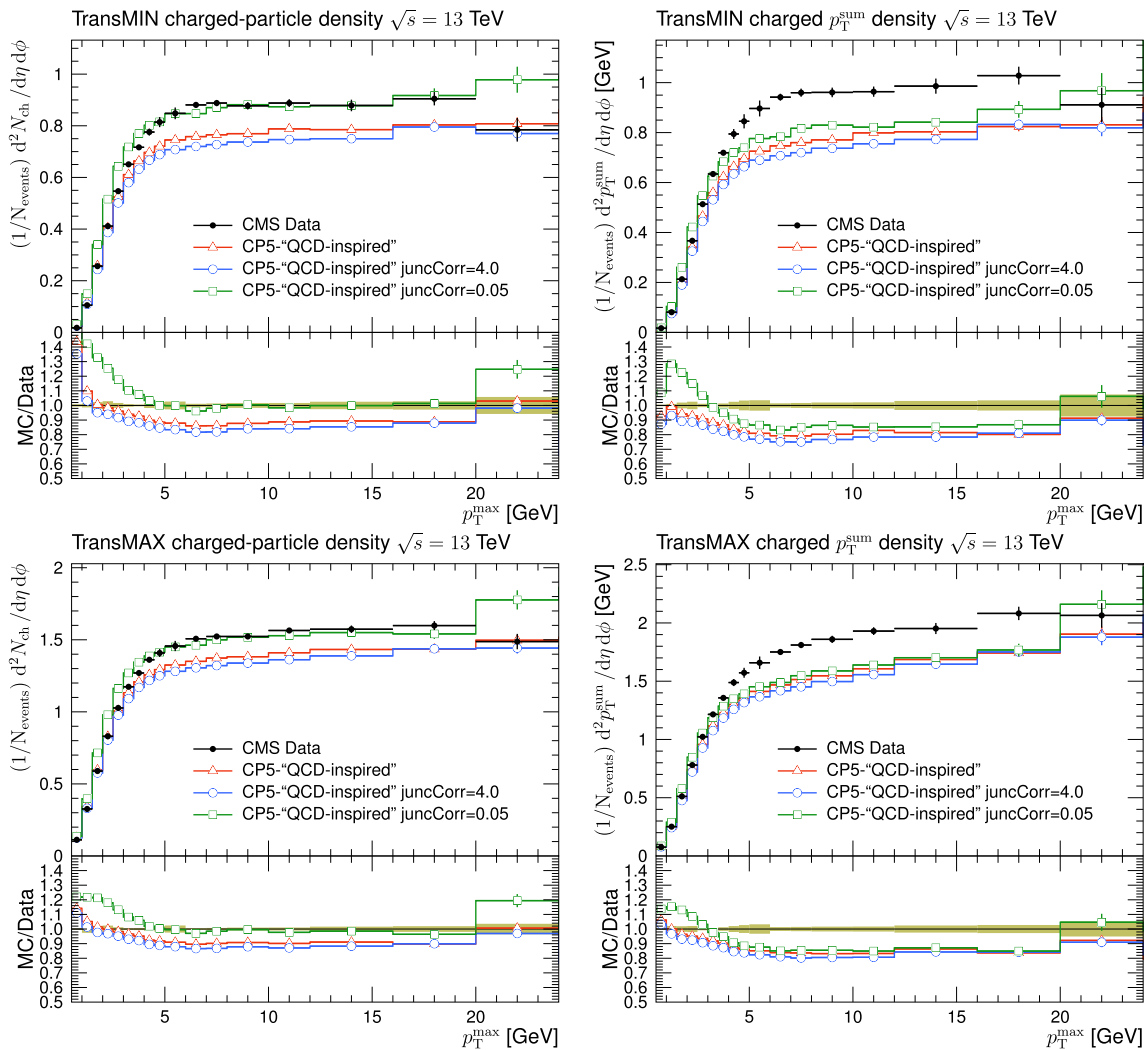 TransMIN charged-particle density √s = 13 TeV
(1/N_events) d² N_ch /dη dϕ
1
0.8
0.6
0.4
0.2
0
CMS Data
CP5-“QCD-inspired”
CP5-“QCD-inspired” juncCorr=4.0
CP5-“QCD-inspired” juncCorr=0.05
MC/Data
1.4
1.3
1.2
1.1
1.0
0.9
0.8
0.7
0.6
0.5
5 10 15 20
p_T^max [GeV]
TransMIN charged p_T^sum density √s = 13 TeV
(1/N_events) d² p_T^sum /dη dϕ [GeV]
1
0.8
0.6
0.4
0.2
0
CMS Data
CP5-“QCD-inspired”
CP5-“QCD-inspired” juncCorr=4.0
CP5-“QCD-inspired” juncCorr=0.05
MC/Data
1.4
1.3
1.2
1.1
1.0
0.9
0.8
0.7
0.6
0.5
5 10 15 20
p_T^max [GeV]
TransMAX charged-particle density √s = 13 TeV
(1/N_events) d² N_ch /dη dϕ
2
1.5
1
0.5
0
CMS Data
CP5-“QCD-inspired”
CP5-“QCD-inspired” juncCorr=4.0
CP5-“QCD-inspired” juncCorr=0.05
MC/Data
1.4
1.3
1.2
1.1
1.0
0.9
0.8
0.7
0.6
0.5
5 10 15 20
p_T^max [GeV]
TransMAX charged p_T^sum density √s = 13 TeV
(1/N_events) d² p_T^sum /dη dϕ [GeV]
2.5
2
1.5
1
0.5
0
CMS Data
CP5-“QCD-inspired”
CP5-“QCD-inspired” juncCorr=4.0
CP5-“QCD-inspired” juncCorr=0.05
MC/Data
1.4
1.3
1.2
1.1
1.0
0.9
0.8
0.7
0.6
0.5
5 10 15 20
p_T^max [GeV]